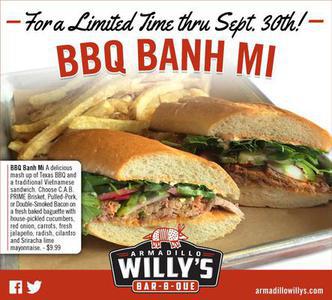 For a Limited Time thru Sept. 30th!
BBQ BANH MI
BBQ Banh Mi A delicious
mash up of Texas BBQ and
a traditional Vietnamese
sandwich. Choose C.A.B.
PRIME Brisket, Pulled-Pork,
or Double-Smoked Bacon on
a fresh baked baguette with
house-pickled cucumbers,
red onion, carrots, fresh
jalapeño, radish, cilantro
and Sriracha lime
mayonnaise. - $9.99
ARMADILLO
WILLY'S
BAR-B-QUE
armadillowillys.com